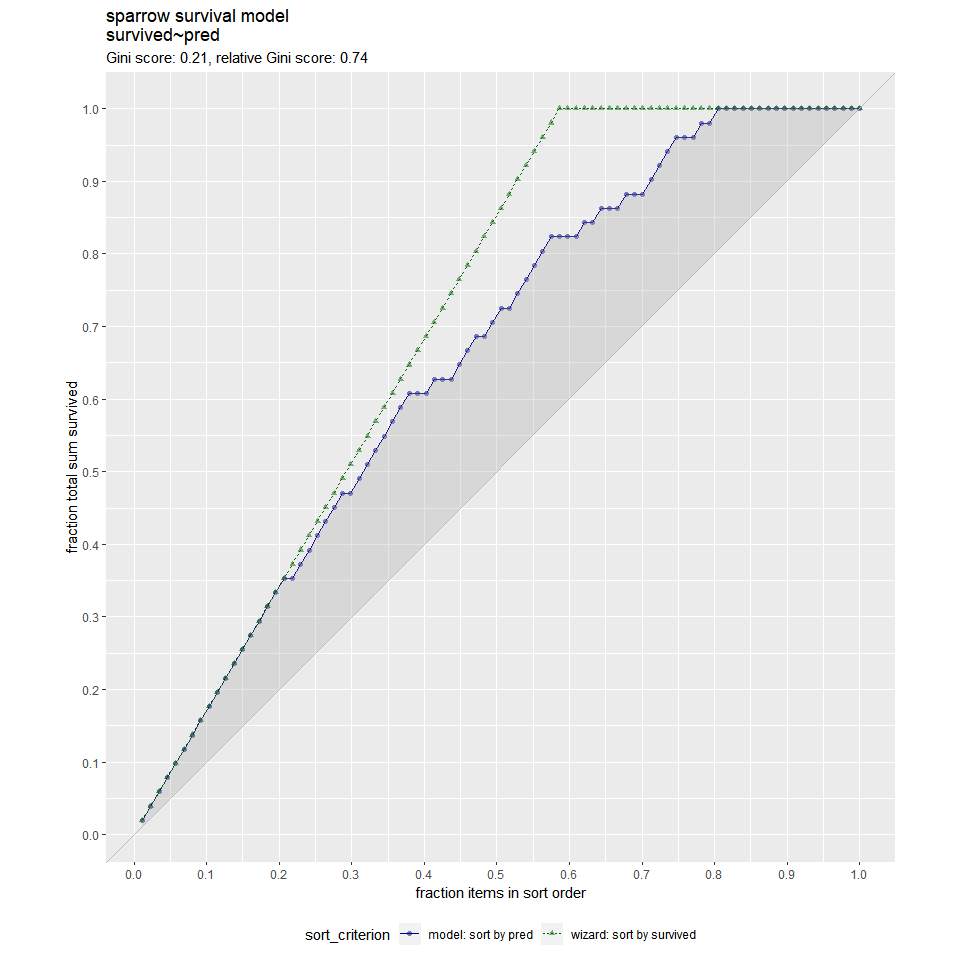 sparrow survival model
survived~pred
Gini score: 0.21, relative Gini score: 0.74
fraction total sum survived
1.0
0.9
0.8
0.7
0.6
0.5
0.4
0.3
0.2
0.1
0.0
0.0 0.1 0.2 0.3 0.4 0.5 0.6 0.7 0.8 0.9 1.0
fraction items in sort order
sort_criterion model: sort by pred wizard: sort by survived